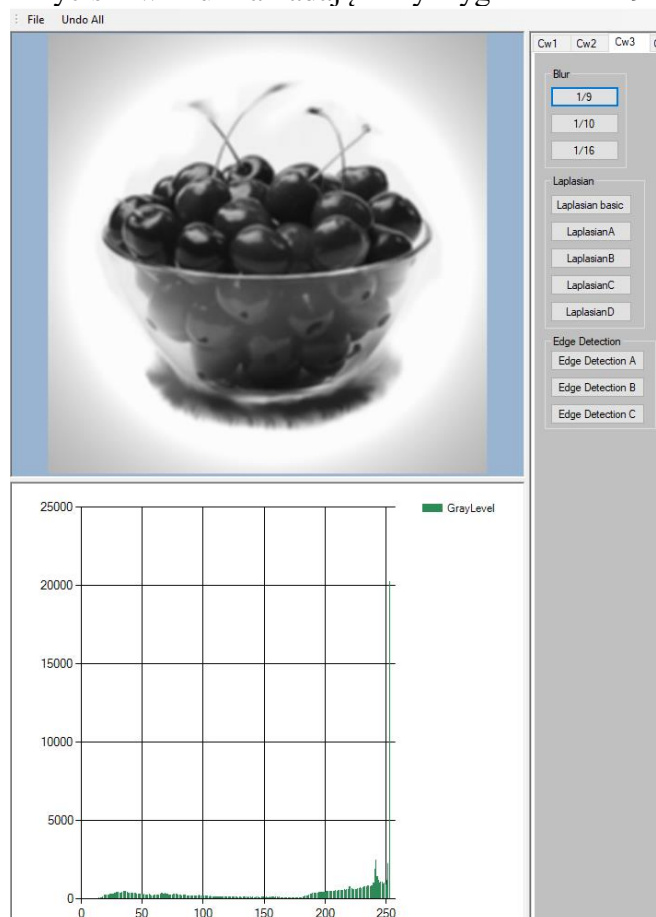 File Undo All
Cw1 Cw2 Cw3
Blur
1/9
1/10
1/16
Laplasian
Laplasian basic
LaplasianA
LaplasianB
LaplasianC
LaplasianD
Edge Detection
Edge Detection A
Edge Detection B
Edge Detection C
25000
20000
15000
10000
5000
0
0 50 100 150 200 250
GrayLevel